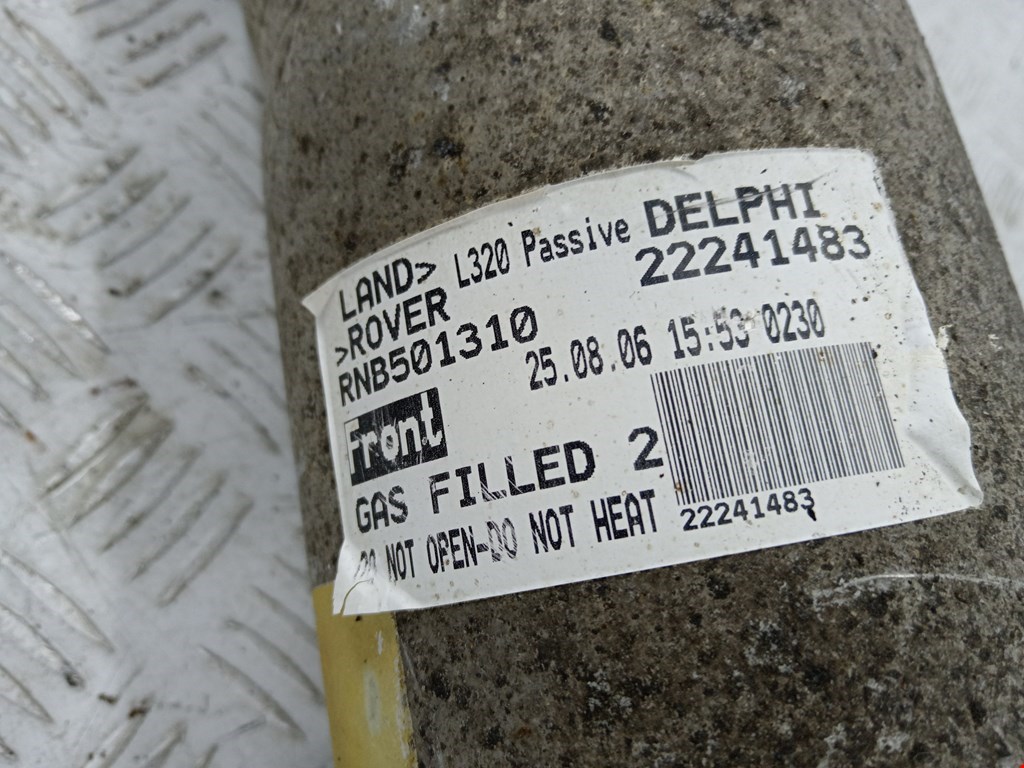 LAND> L320 Passive DELPHI
>ROVER 22241483
RNB501310
25.08.06 15:53 0230
Front
GAS FILLED 2
DO NOT OPEN-DO NOT HEAT
22241483